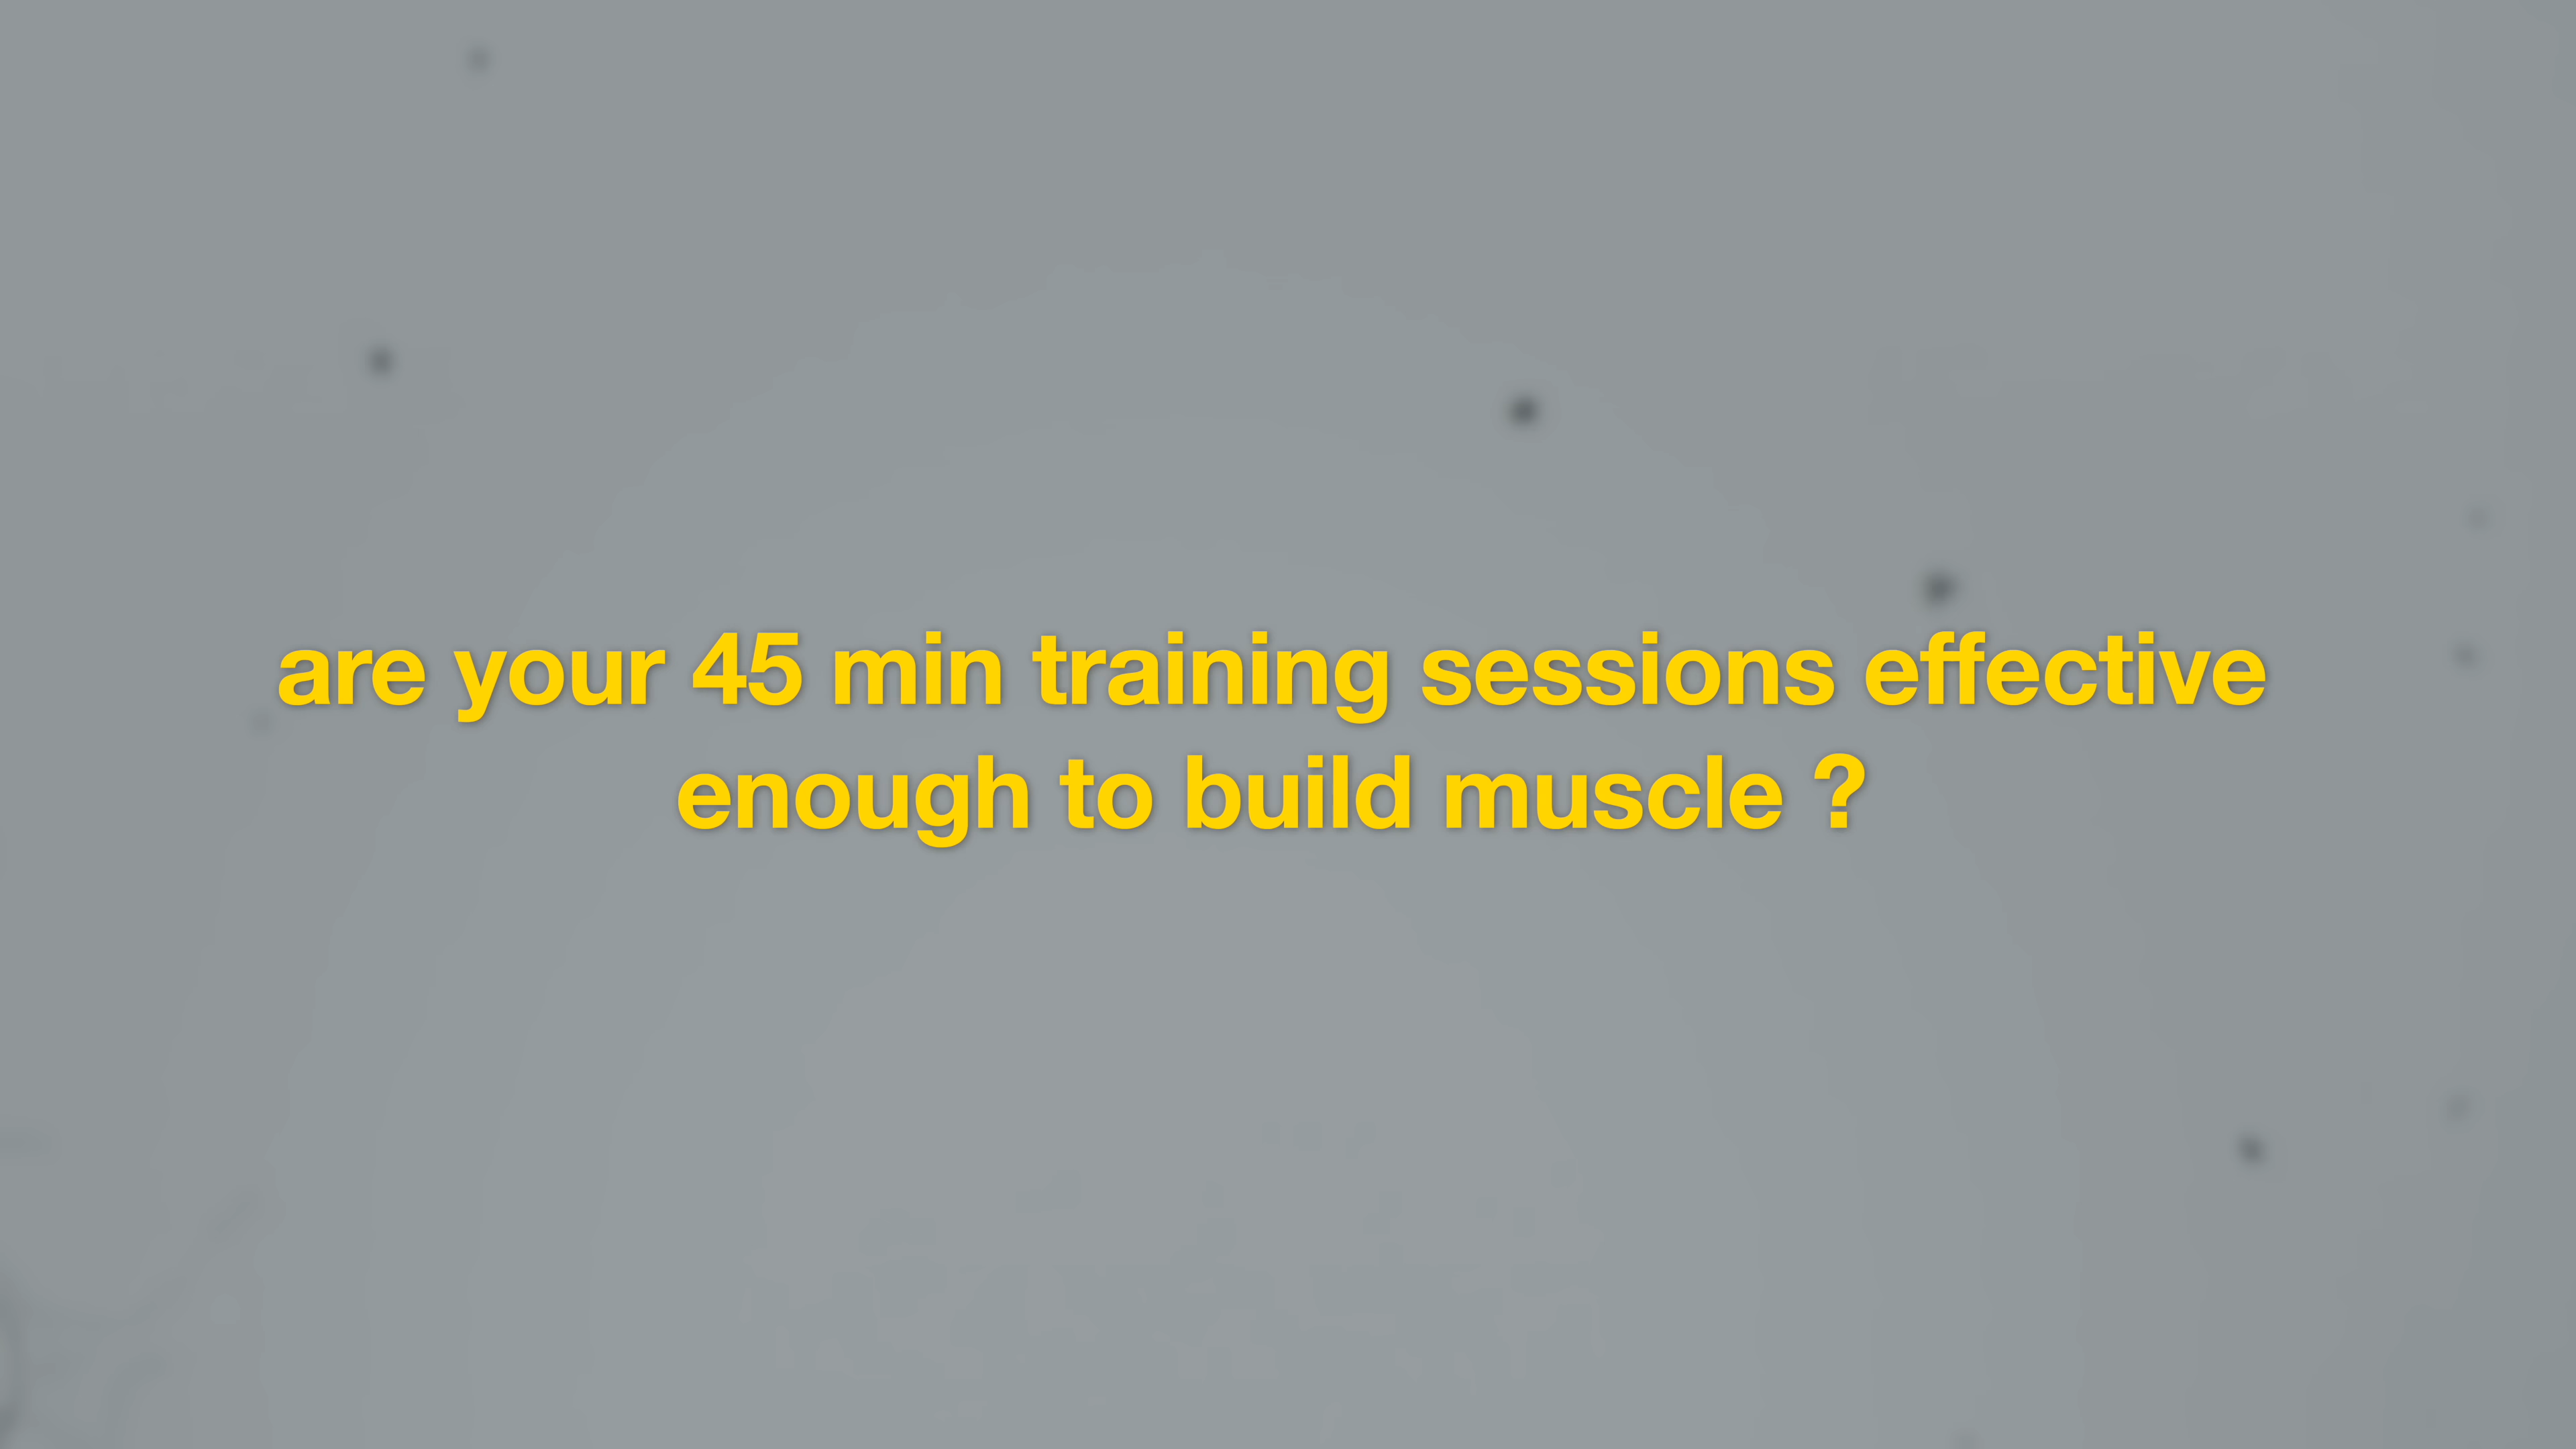 are your 45 min training sessions effective
enough to build muscle ?